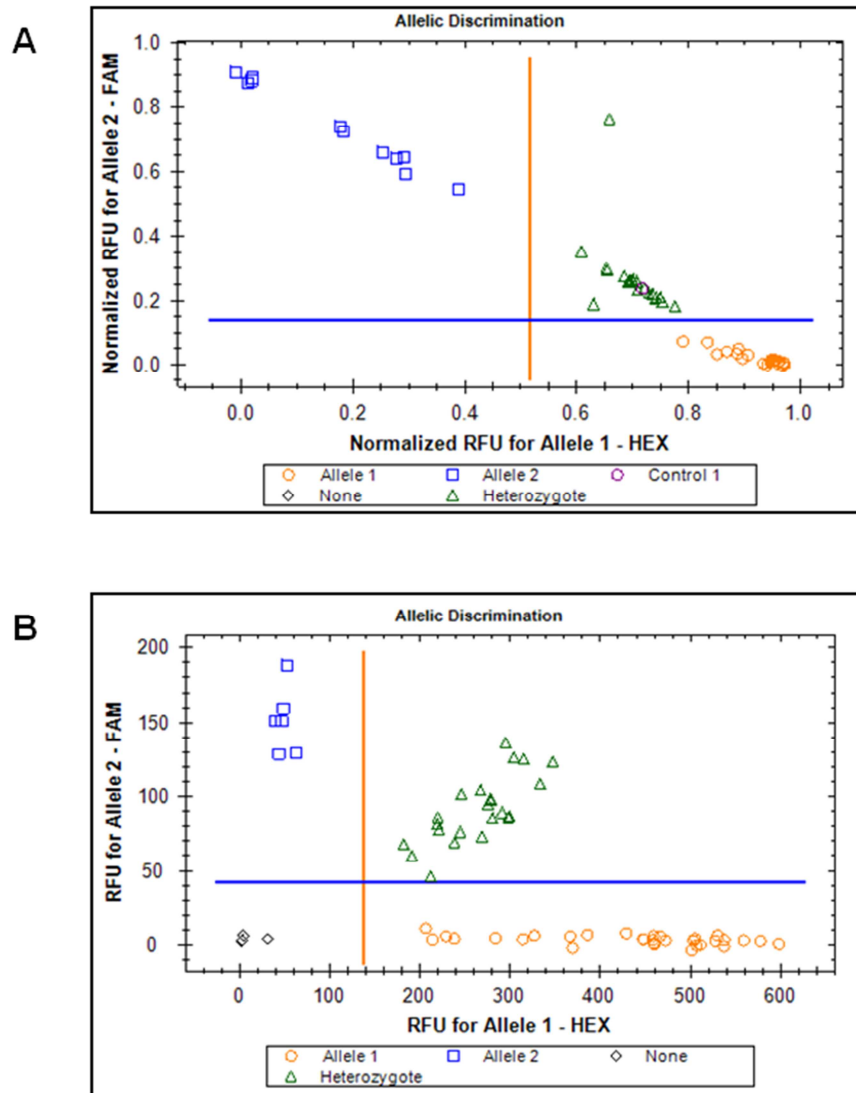 A
Allelic Discrimination
Normalized RFU for Allele 2 - FAM
1.0
0.8
0.6
0.4
0.2
0.0
0.0 0.2 0.4 0.6 0.8 1.0
Normalized RFU for Allele 1 - HEX
Allele 1 Allele 2 Control 1
None Heterozygote
B
Allelic Discrimination
RFU for Allele 2 - FAM
200
150
100
50
0
0 100 200 300 400 500 600
RFU for Allele 1 - HEX
Allele 1 Allele 2 None
Heterozygote